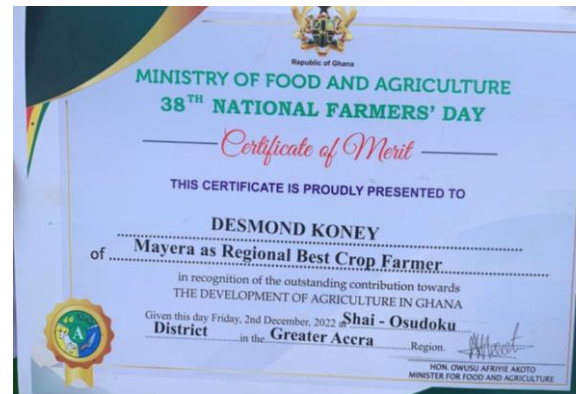 Republic of Ghana
MINISTRY OF FOOD AND AGRICULTURE
38TH NATIONAL FARMERS' DAY
Certificate of Merit
THIS CERTIFICATE IS PROUDLY PRESENTED TO
DESMOND KONEY
of Mayera as Regional Best Crop Farmer
in recognition of the outstanding contribution towards
THE DEVELOPMENT OF AGRICULTURE IN GHANA
Given this day Friday, 2nd December, 2022 at Shai - Osudoku
District in the Greater Accra Region.
HON. OWUSU AFRIYIE AKOTO
MINISTER FOR FOOD AND AGRICULTURE
A